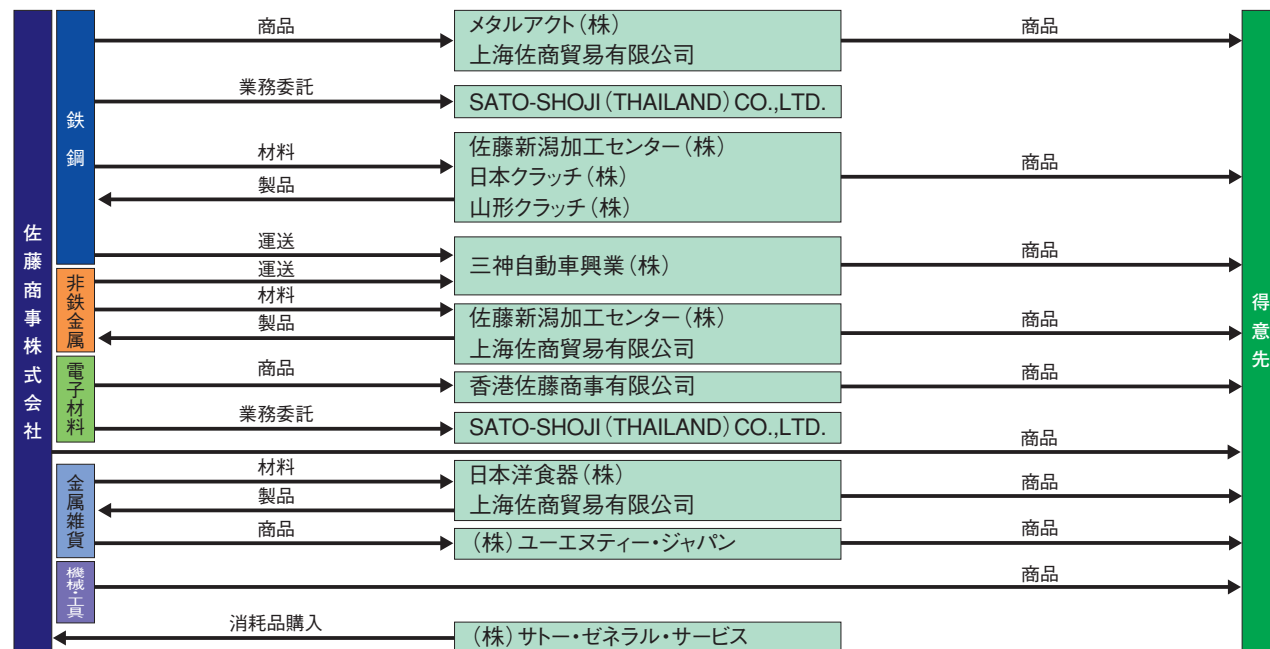 佐藤商事株式会社
鉄鋼
商品
メタルアクト(株)
上海佐商貿易有限公司
商品
業務委託
SATO-SHOJI(THAILAND)CO.,LTD.
材料
製品
佐藤新潟加工センター(株)
日本クラッチ(株)
山形クラッチ(株)
商品
運送
三神自動車興業(株)
商品
非鉄金属
運送
材料
製品
佐藤新潟加工センター(株)
上海佐商貿易有限公司
商品
電子材料
商品
香港佐藤商事有限公司
商品
業務委託
SATO-SHOJI(THAILAND)CO.,LTD.
商品
金属雑貨
材料
製品
日本洋食器(株)
上海佐商貿易有限公司
商品
商品
(株)ユーエヌティー・ジャパン
商品
機械・工具
商品
消耗品購入
(株)サトー・ゼネラル・サービス
得意先